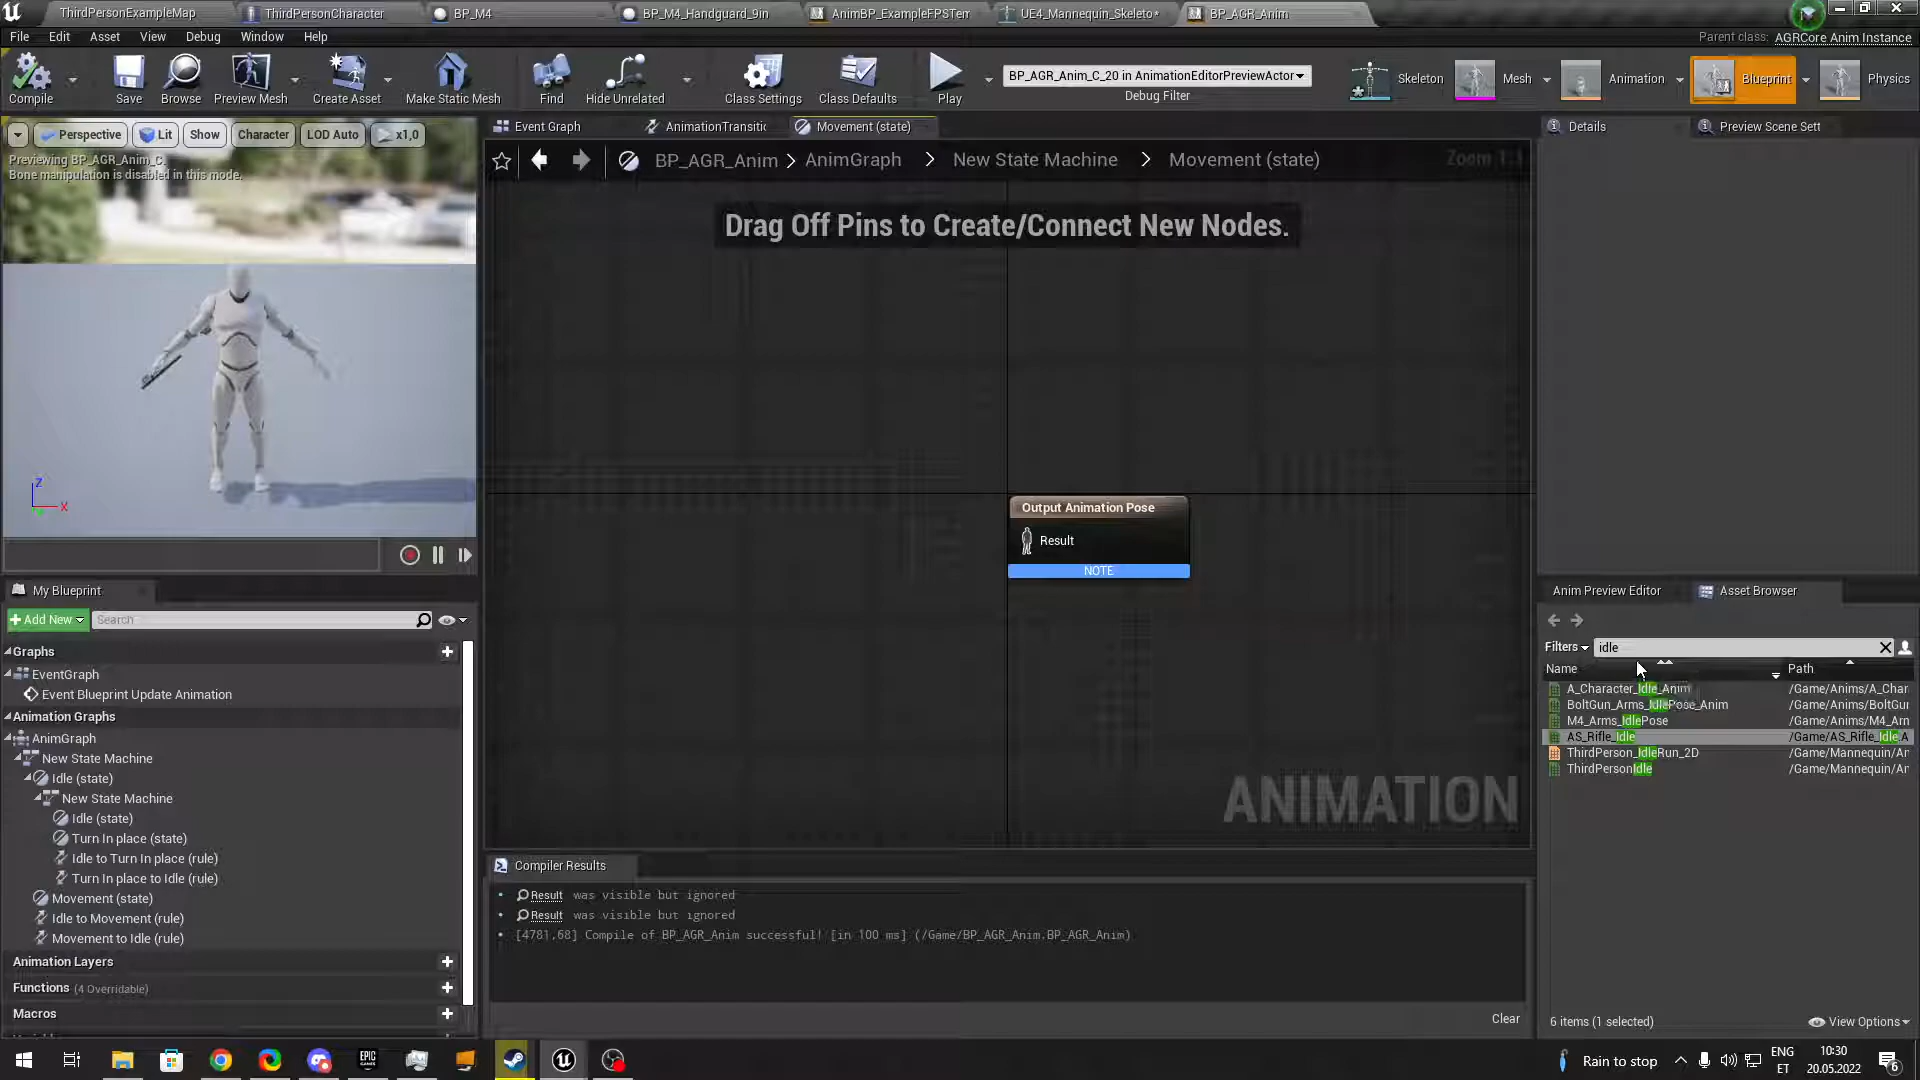 ThirdPersonExampleMap
ThirdPersonCharacter
BP_M4
BP_M4_Handguard_9in
AnimBP_ExampleFPSTem
UE4_Mannequin_Skeleto*
BP_AGR_Anim
File Edit Asset View Debug Window Help
Parent class: AGRCore Anim Instance
Compile
Save
Browse
Preview Mesh
Create Asset
Make Static Mesh
Find
Hide Unrelated
Class Settings
Class Defaults
Play
BP_AGR_Anim_C_20 in AnimationEditorPreviewActor
Debug Filter
Skeleton
Mesh
Animation
Blueprint
Physics
Perspective
Lit
Show
Character
LOD Auto
x1,0
Previewing BP_AGR_Anim_C.
Bone manipulation is disabled in this mode.
Z
X
Event Graph
AnimationTransitic
Movement (state)
BP_AGR_Anim > AnimGraph > New State Machine > Movement (state)
Zoom 1:1
Drag Off Pins to Create/Connect New Nodes.
Output Animation Pose
Result
NOTE
ANIMATION
Details
Preview Scene Sett
My Blueprint
+ Add New
Search
Graphs
EventGraph
Event Blueprint Update Animation
Animation Graphs
AnimGraph
New State Machine
Idle (state)
New State Machine
Idle (state)
Turn In place (state)
Idle to Turn In place (rule)
Turn In place to Idle (rule)
Movement (state)
Idle to Movement (rule)
Movement to Idle (rule)
Animation Layers
Functions (4 Overridable)
Macros
Compiler Results
Result was visible but ignored
Result was visible but ignored
[4781,68] Compile of BP_AGR_Anim successful! [in 100 ms] (/Game/BP_AGR_Anim.BP_AGR_Anim)
Clear
Anim Preview Editor
Asset Browser
Filters
idle
Name
Path
A_Character_Idle_Anim /Game/Anims/A_Char
BoltGun_Arms_IdlePose_Anim /Game/Anims/BoltGur
M4_Arms_IdlePose /Game/Anims/M4_Arn
AS_Rifle_Idle /Game/AS_Rifle_Idle.A
ThirdPerson_IdleRun_2D /Game/Mannequin/Ar
ThirdPersonIdle /Game/Mannequin/Ar
6 items (1 selected)
View Options
EPIC
GAMES
Rain to stop
ENG
ET
10:30
20.05.2022
6